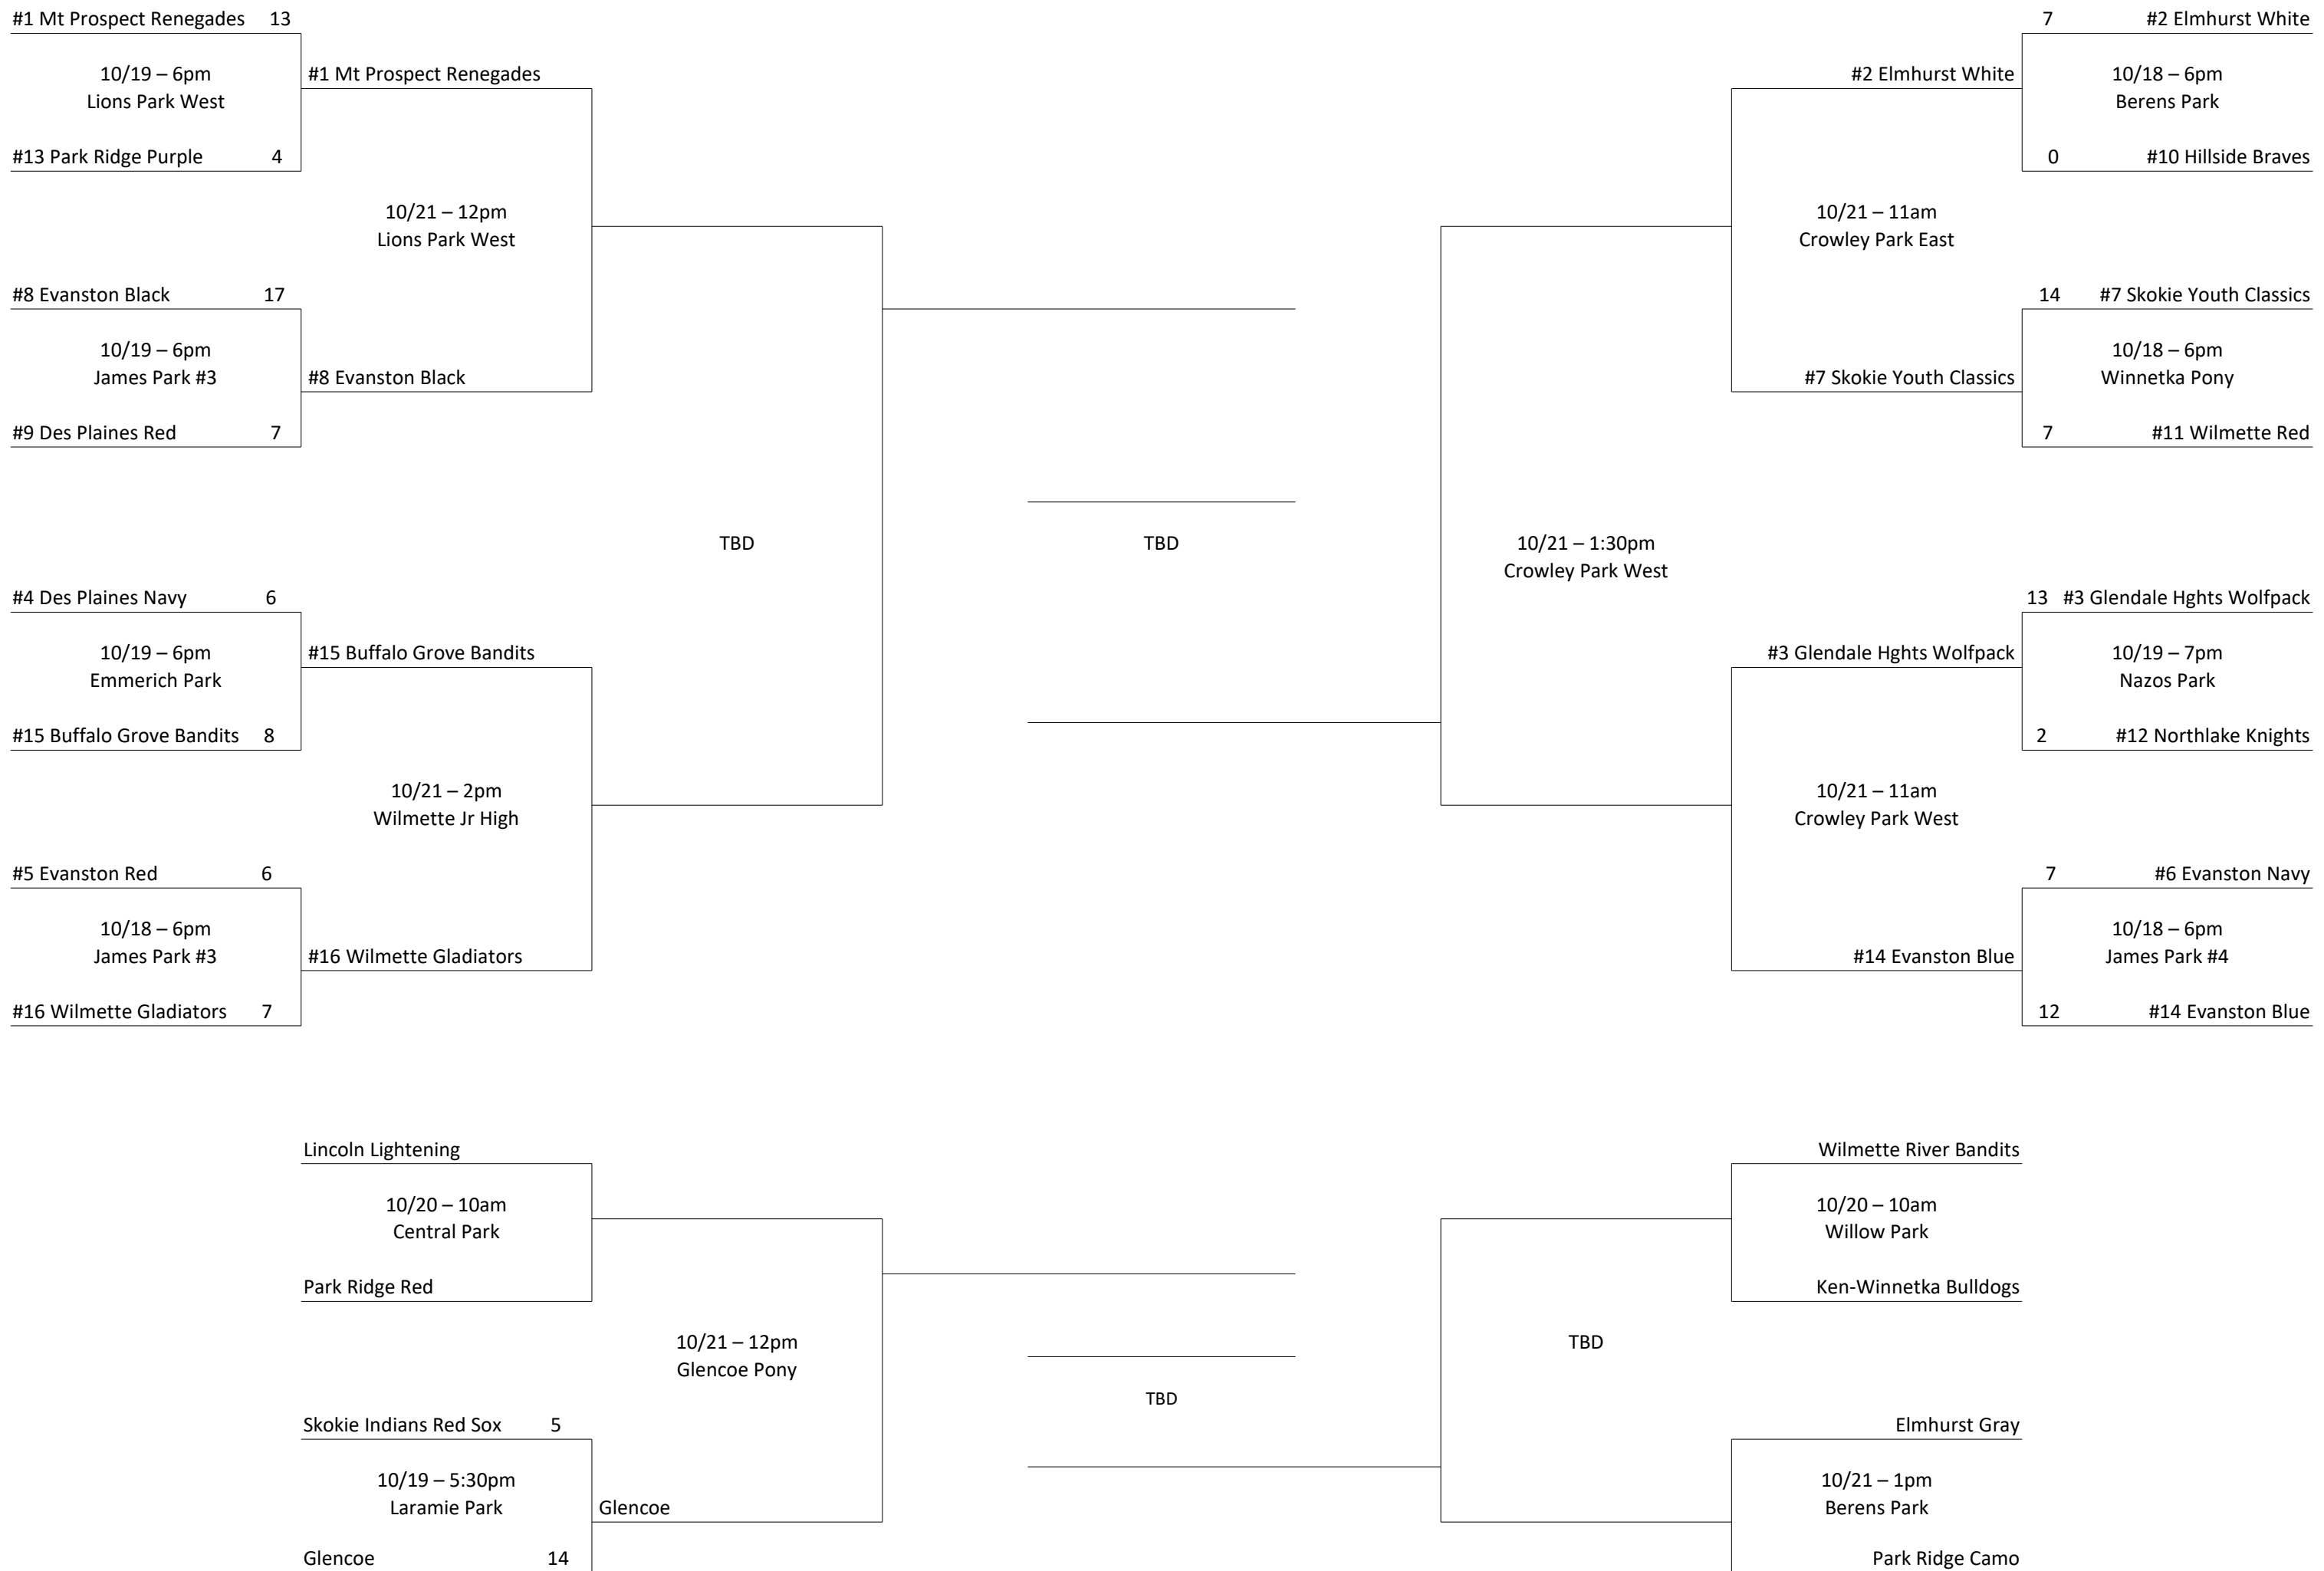 #1 Mt Prospect Renegades 13
10/19 – 6pm
Lions Park West
#13 Park Ridge Purple 4
#1 Mt Prospect Renegades
10/21 – 12pm
Lions Park West
#8 Evanston Black 17
10/19 – 6pm
James Park #3
#9 Des Plaines Red 7
#8 Evanston Black
TBD
#4 Des Plaines Navy 6
10/19 – 6pm
Emmerich Park
#15 Buffalo Grove Bandits 8
#15 Buffalo Grove Bandits
10/21 – 2pm
Wilmette Jr High
#5 Evanston Red 6
10/18 – 6pm
James Park #3
#16 Wilmette Gladiators 7
#16 Wilmette Gladiators
TBD
7 #2 Elmhurst White
10/18 – 6pm
Berens Park
0 #10 Hillside Braves
#2 Elmhurst White
10/21 – 11am
Crowley Park East
14 #7 Skokie Youth Classics
10/18 – 6pm
Winnetka Pony
7 #11 Wilmette Red
#7 Skokie Youth Classics
10/21 – 1:30pm
Crowley Park West
13 #3 Glendale Hghts Wolfpack
10/19 – 7pm
Nazos Park
2 #12 Northlake Knights
#3 Glendale Hghts Wolfpack
10/21 – 11am
Crowley Park West
7 #6 Evanston Navy
10/18 – 6pm
James Park #4
12 #14 Evanston Blue
#14 Evanston Blue
Lincoln Lightening
10/20 – 10am
Central Park
Park Ridge Red
10/21 – 12pm
Glencoe Pony
Skokie Indians Red Sox 5
10/19 – 5:30pm
Laramie Park
Glencoe 14
Glencoe
TBD
Wilmette River Bandits
10/20 – 10am
Willow Park
Ken-Winnetka Bulldogs
TBD
Elmhurst Gray
10/21 – 1pm
Berens Park
Park Ridge Camo